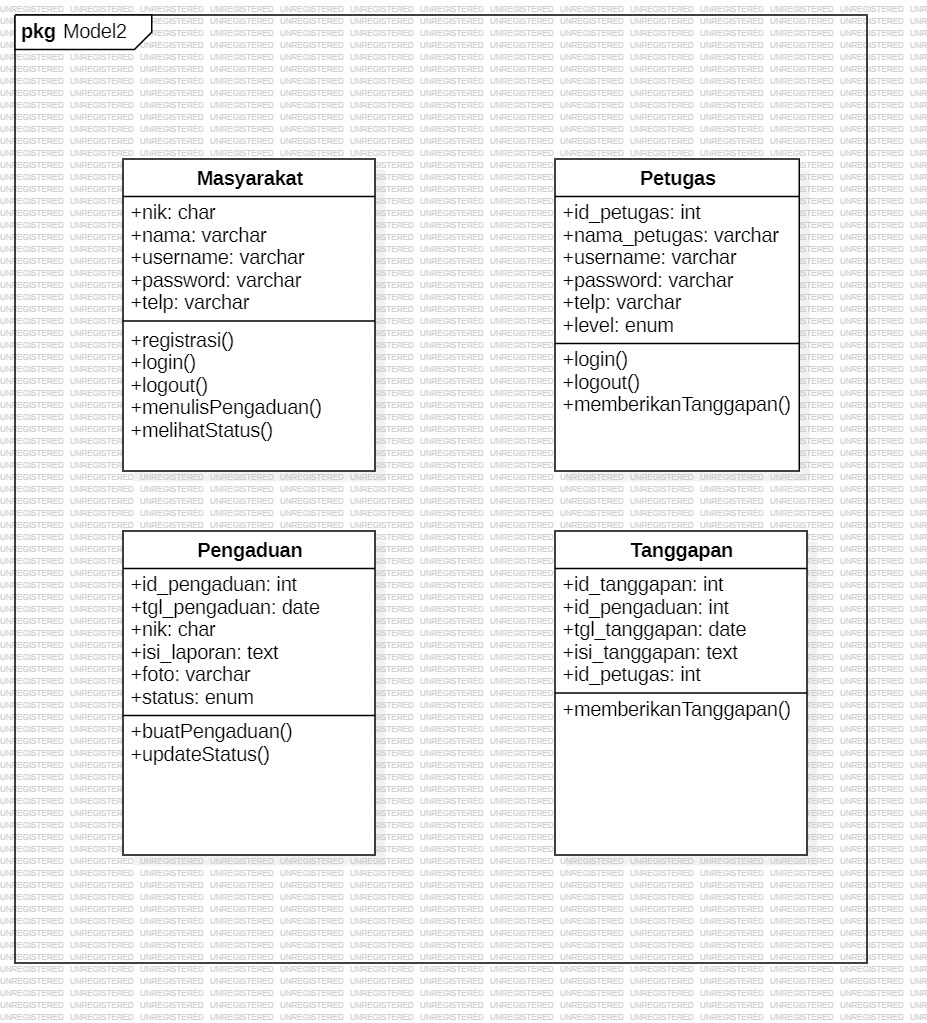 pkg Model2
Masyarakat
+nik: char
+nama: varchar
+username: varchar
+password: varchar
+telp: varchar
+registrasi()
+login()
+logout()
+menulisPengaduan()
+melihatStatus()
Petugas
+id_petugas: int
+nama_petugas: varchar
+username: varchar
+password: varchar
+telp: varchar
+level: enum
+login()
+logout()
+memberikanTanggapan()
Pengaduan
+id_pengaduan: int
+tgl_pengaduan: date
+nik: char
+isi_laporan: text
+foto: varchar
+status: enum
+buatPengaduan()
+updateStatus()
Tanggapan
+id_tanggapan: int
+id_pengaduan: int
+tgl_tanggapan: date
+isi_tanggapan: text
+id_petugas: int
+memberikanTanggapan()
UNREGISTERED